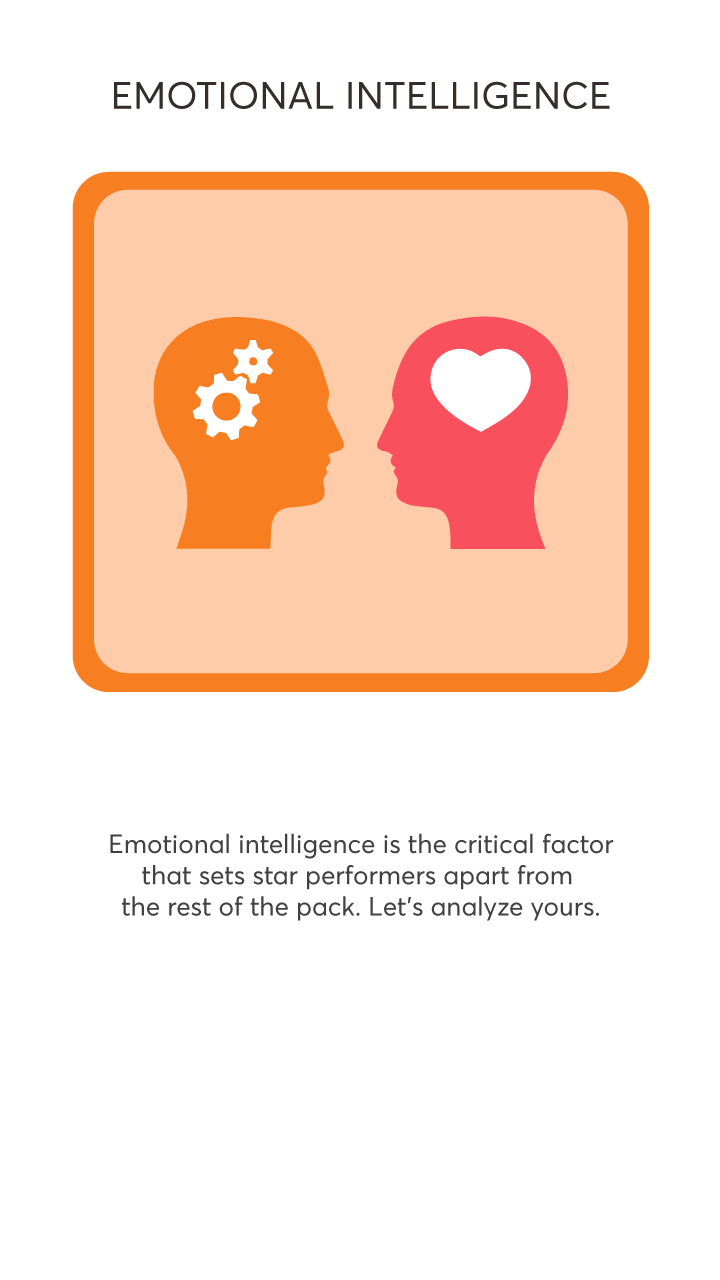 EMOTIONAL INTELLIGENCE
Emotional intelligence is the critical factor
that sets star performers apart from
the rest of the pack. Let's analyze yours.